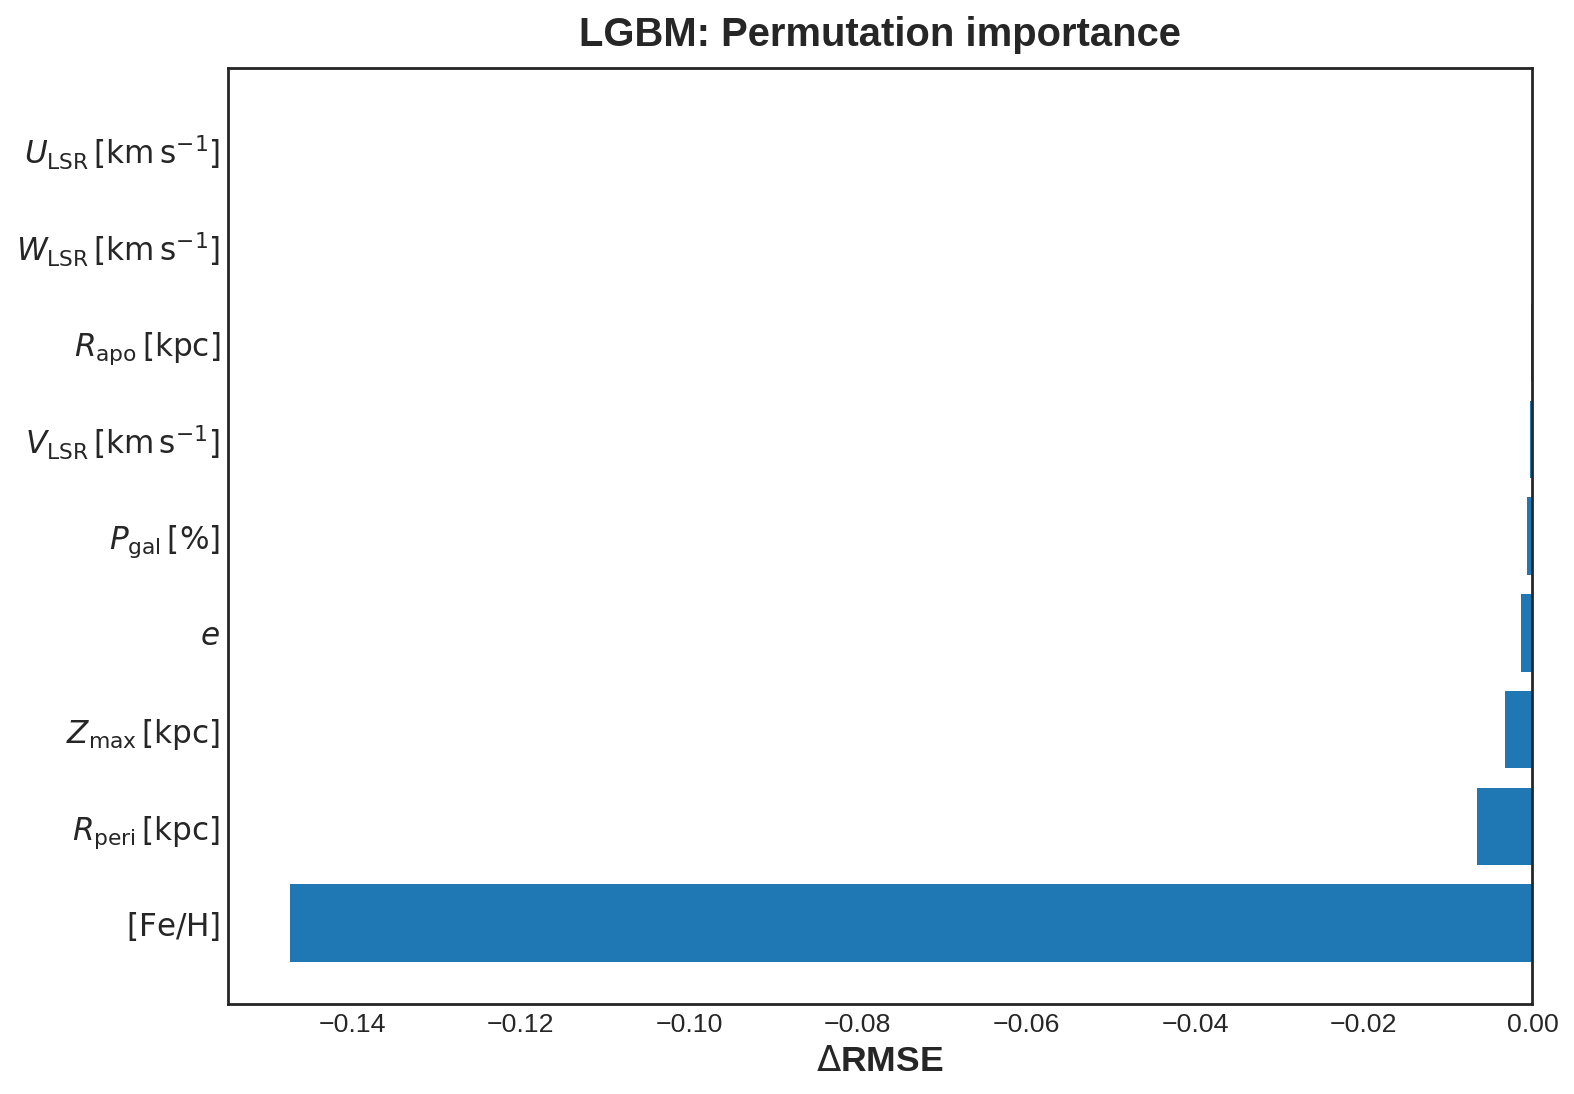 LGBM: Permutation importance
U_LSR [km s⁻¹]
W_LSR [km s⁻¹]
R_apo [kpc]
V_LSR [km s⁻¹]
P_gal [%]
e
Z_max [kpc]
R_peri [kpc]
[Fe/H]
−0.14 −0.12 −0.10 −0.08 −0.06 −0.04 −0.02 0.00
ΔRMSE